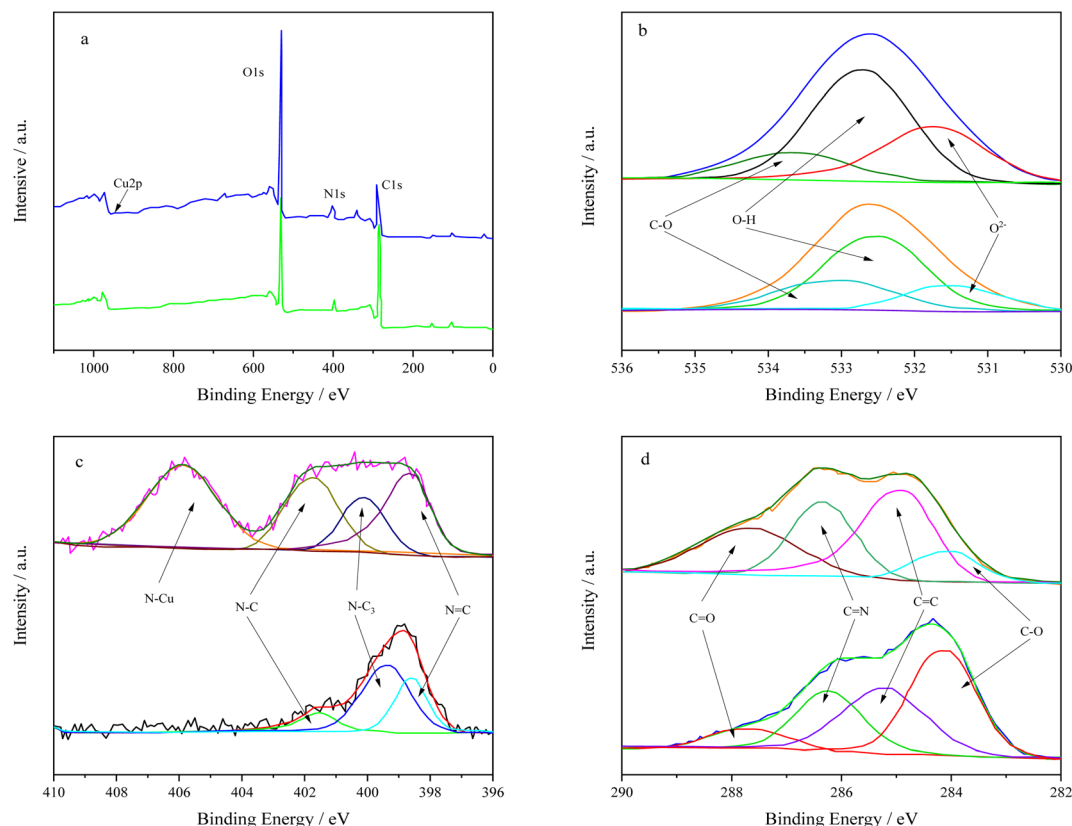 a
O1s
Cu2p
N1s
C1s
Intensive / a.u.
1000 800 600 400 200 0
Binding Energy / eV
b
C-O
O-H
O²⁻
Intensity / a.u.
536 535 534 533 532 531 530
Binding Energy / eV
c
N-Cu
N-C
N-C₃
N=C
Intensity / a.u.
410 408 406 404 402 400 398 396
Binding Energy / eV
d
C=O
C=N
C=C
C-O
Intensity / a.u.
290 288 286 284 282
Binding Energy / eV